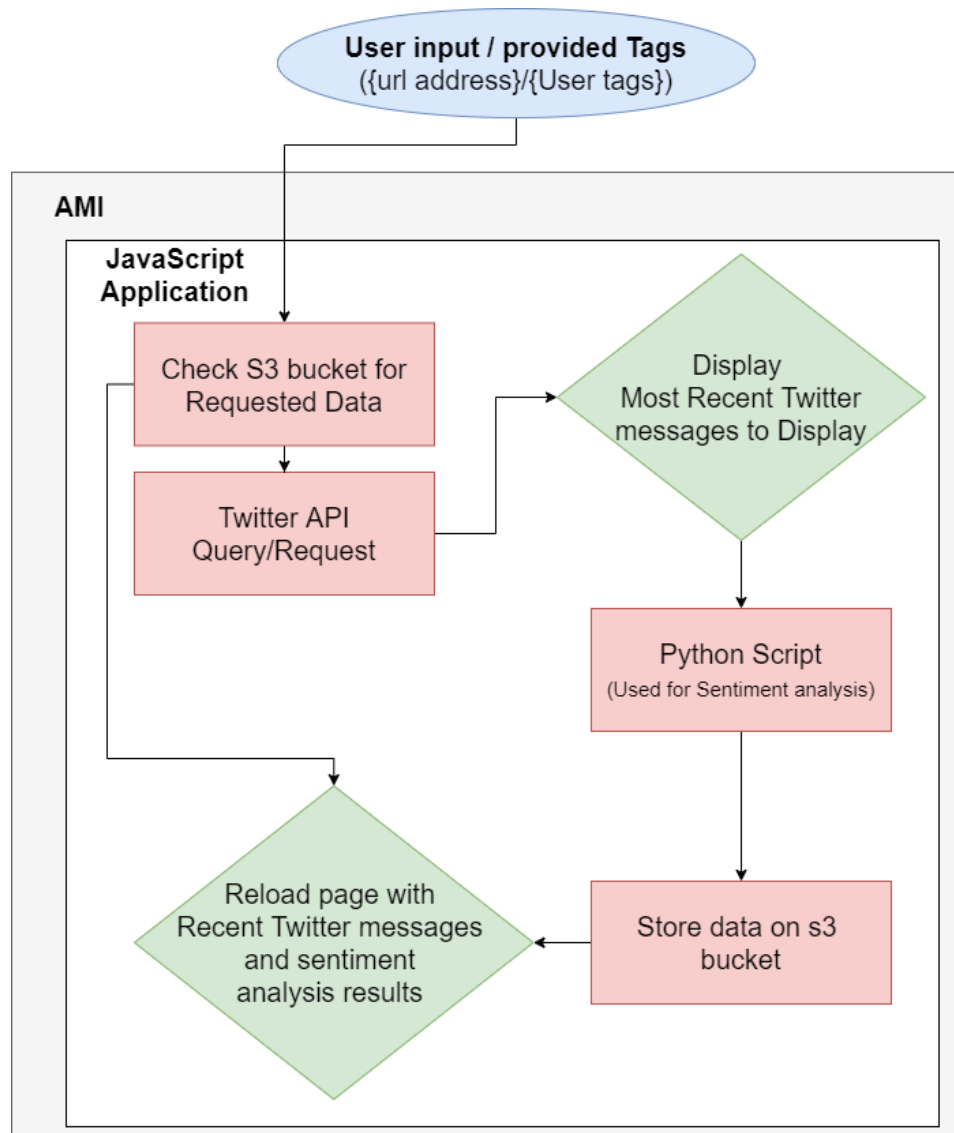 User input / provided Tags
({url address}/{User tags})
AMI
JavaScript
Application
Check S3 bucket for
Requested Data
Twitter API
Query/Request
Display
Most Recent Twitter
messages to Display
Python Script
(Used for Sentiment analysis)
Store data on s3
bucket
Reload page with
Recent Twitter messages
and sentiment
analysis results